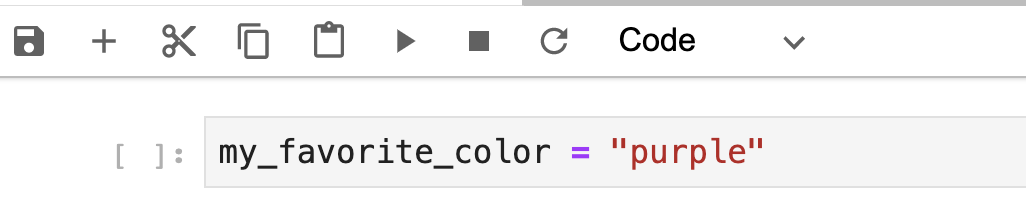 Code
[ ]: my_favorite_color = "purple"